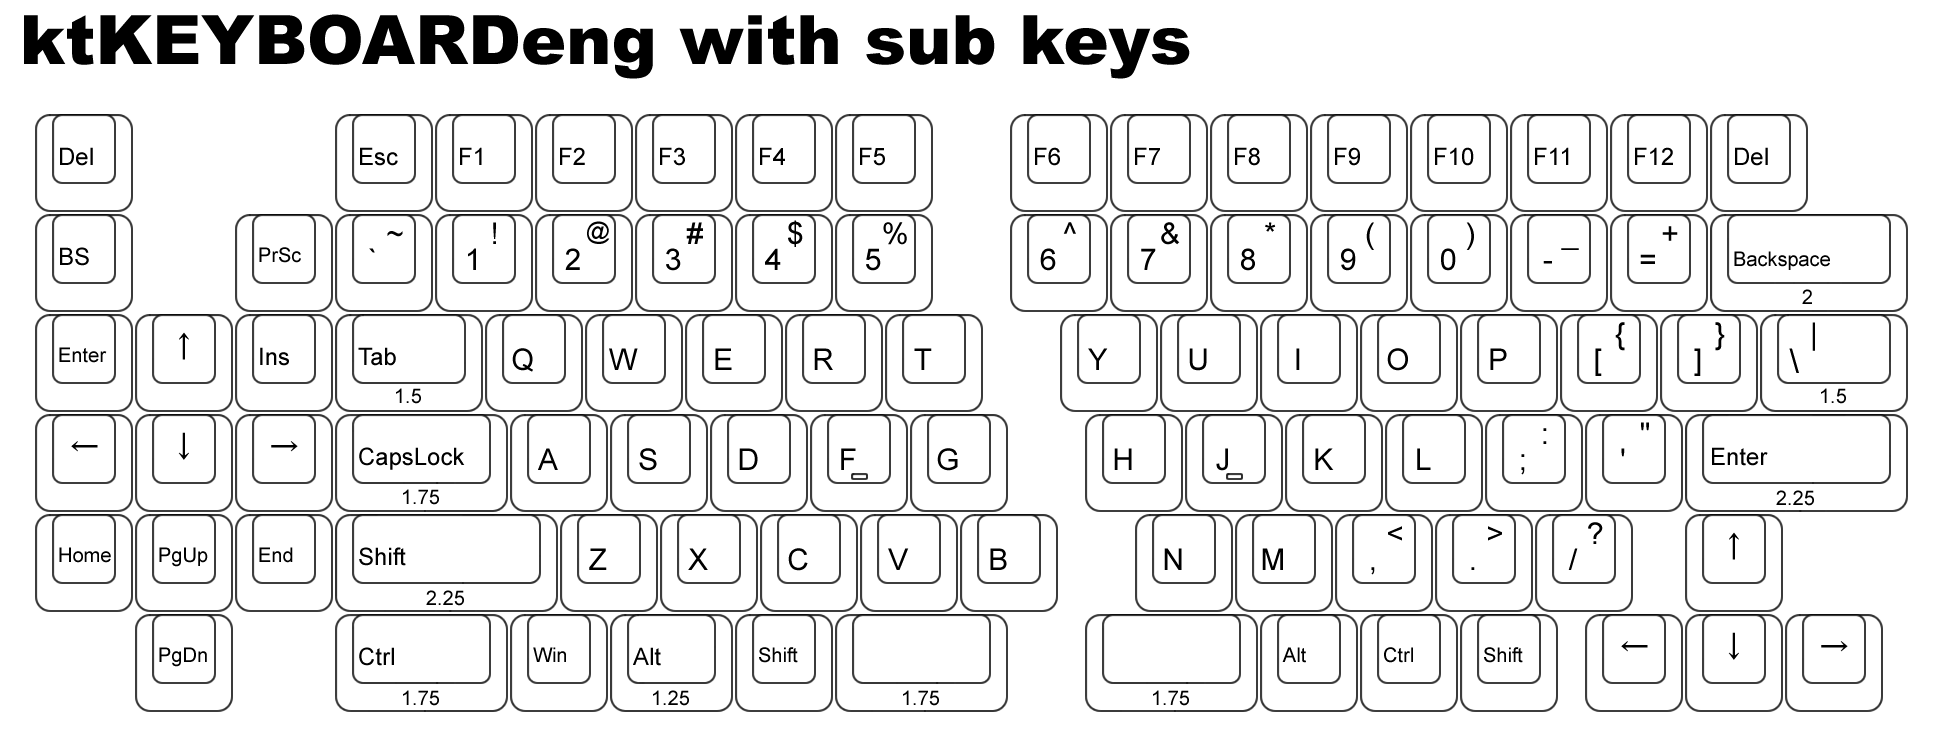 ktKEYBOARDeng with sub keys
Del Esc F1 F2 F3 F4 F5 F6 F7 F8 F9 F10 F11 F12 Del
BS PrSc ` ~ 1 ! 2 @ 3 # 4 $ 5 % 6 ^ 7 & 8 * 9 ( 0 ) - _ = + Backspace
2
Enter ↑ Ins Tab Q W E R T Y U I O P [ { ] } \ |
1.5 1.5
← ↓ → CapsLock A S D F G H J K L ; : ' " Enter
1.75 2.25
Home PgUp End Shift Z X C V B N M , < . > / ? ↑
2.25
PgDn Ctrl Win Alt Shift Alt Ctrl Shift ← ↓ →
1.75 1.25 1.75 1.75